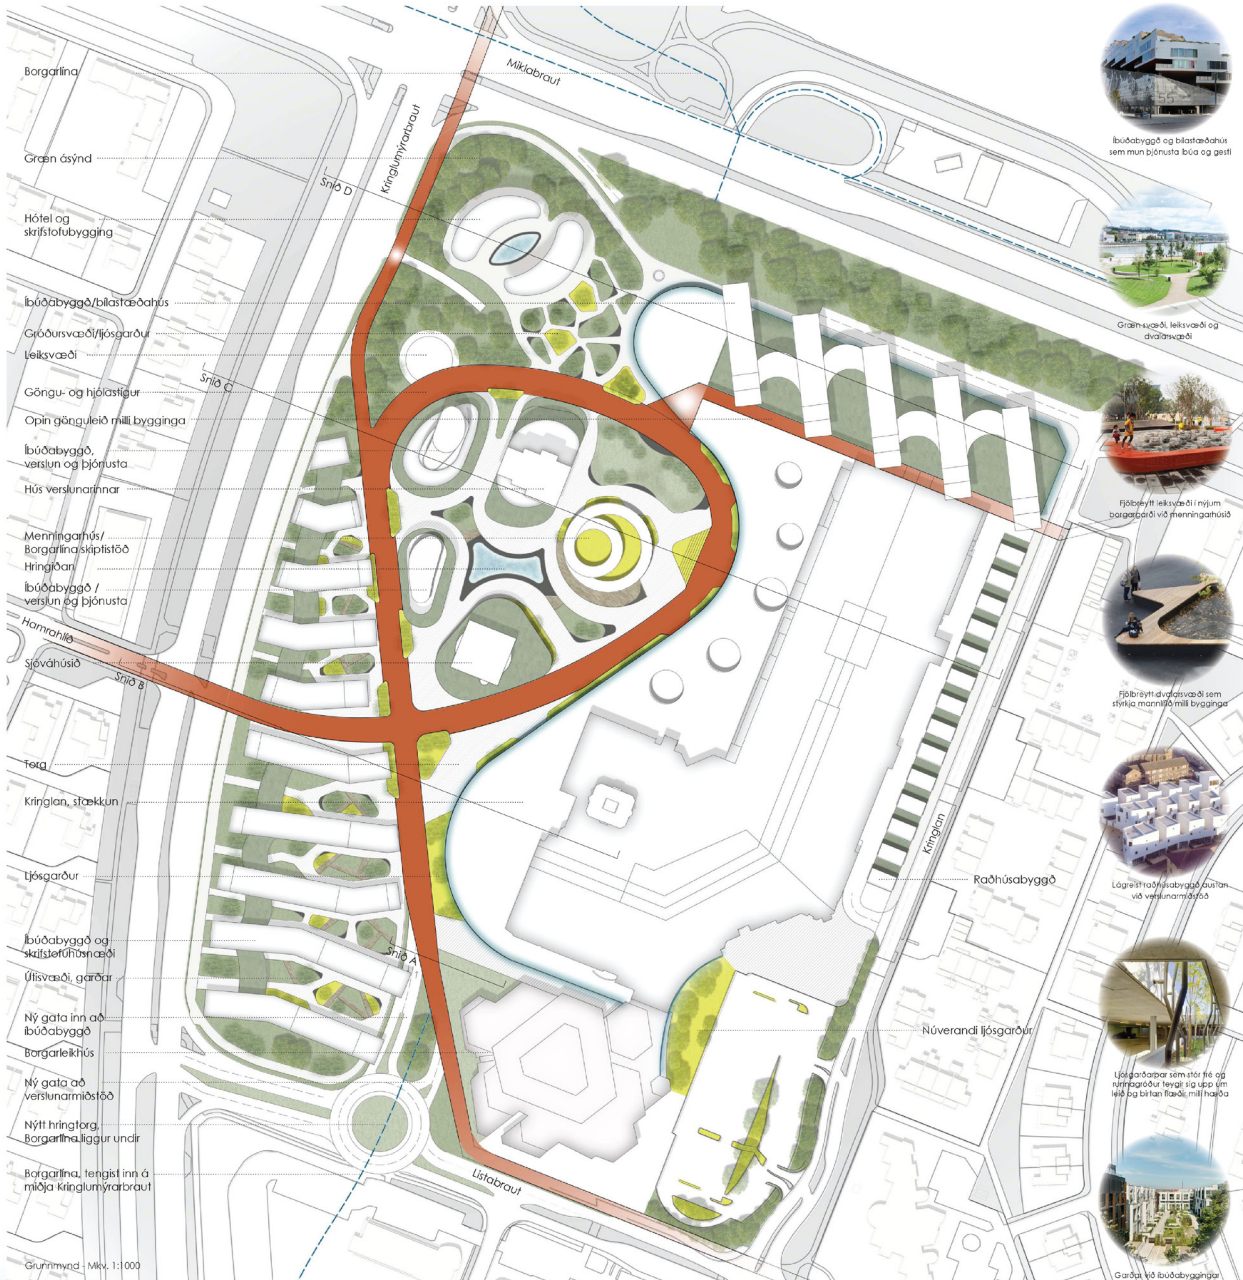 Borgarlína
Græn ásýnd
Hótel og
skrifstofubygging
Íbúðabyggð/bílastæðahús
Gróðursvæði/ljósgarður
Leiksvæði
Göngu- og hjólastígur
Opin gönguleið milli bygginga
Íbúðabyggð,
verslun og þjónusta
Hús verslunarinnar
Menningarhús/
Borgarlína skiptistöð
Hringiðan
Íbúðabyggð /
verslun og þjónusta
Hamrahlíð
Sjóváhúsið
Torg
Kringlan, stækkun
Ljósgarður
Íbúðabyggð og
skrifstofuhúsnæði
Útisvæði, garðar
Ný gata inn að
íbúðabyggð
Borgarleikhús
Ný gata að
verslunarmiðstöð
Nýtt hringtorg,
Borgarlína liggur undir
Borgarlína, tengist inn á
miðja Kringlumýrarbraut
Grunnmynd - Mkv. 1:1000
Miklabraut
Kringlumýrarbraut
Snið D
Snið C
Snið B
Snið A
Listabraut
Kringlan
Raðhúsabyggð
Núverandi ljósgarður
Íbúðabyggð og bílastæðahús
sem mun þjónusta íbúa og gesti
Græn svæði, leiksvæði og
dvalarsvæði
Fjölbreytt leiksvæði í nýjum
borgargarði við menningarhúsið
Fjölbreytt dvalarsvæði sem
styrkja mannlífið milli bygginga
Lágreist raðhúsabyggð austan
við verslunarmiðstöð
Ljósgarðar þar sem stór tré og
runnagróður teygir sig upp um
leið og birtan flæðir milli hæða
Garðar við íbúðabyggingar